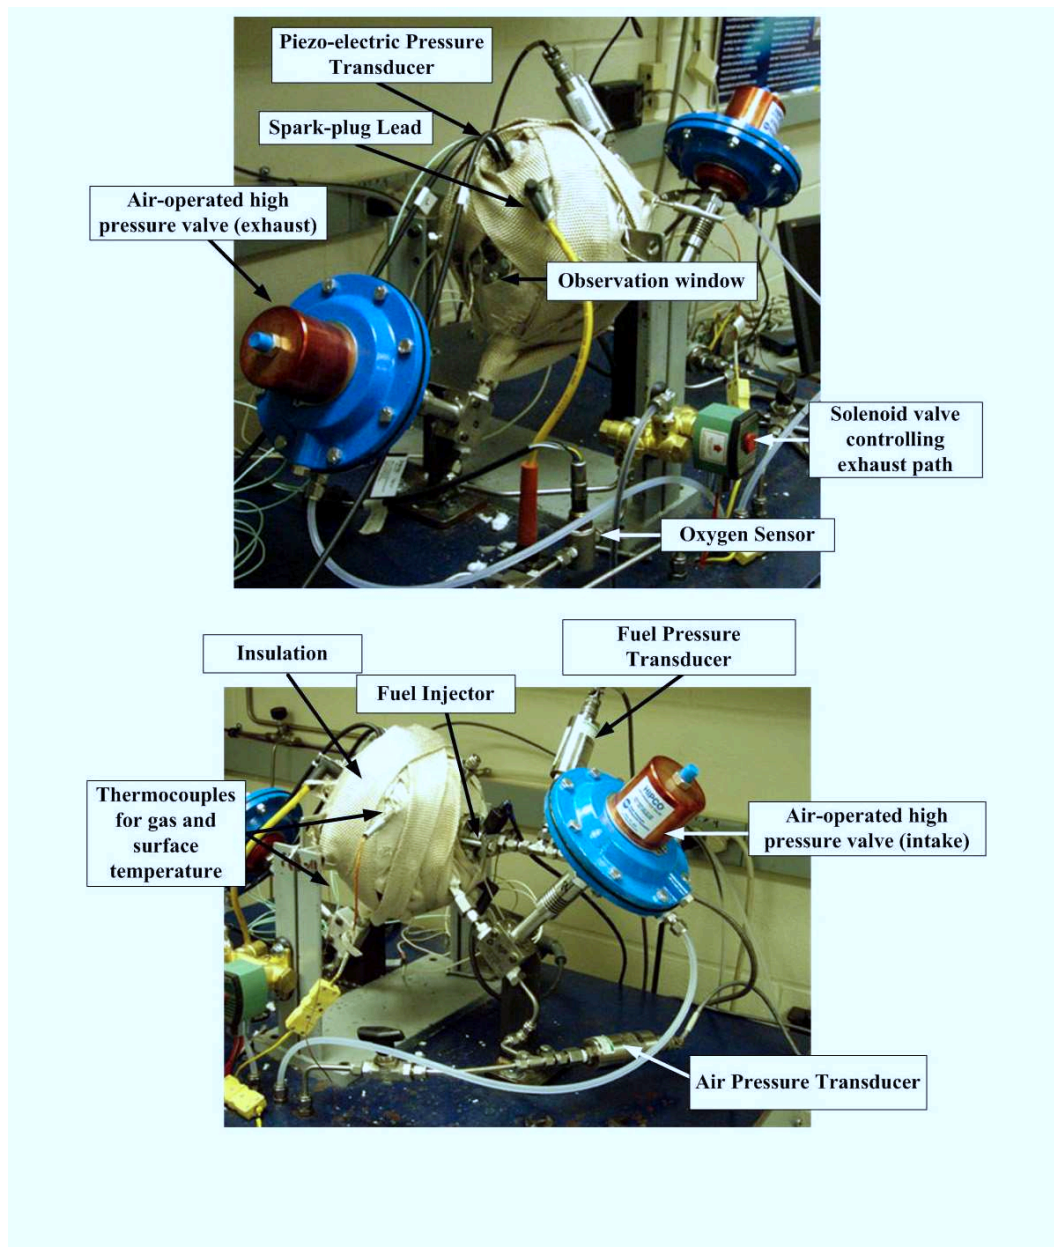 Piezo-electric Pressure
Transducer
Spark-plug Lead
Air-operated high
pressure valve (exhaust)
Observation window
Solenoid valve
controlling
exhaust path
Oxygen Sensor
Fuel Pressure
Transducer
Insulation
Fuel Injector
Thermocouples
for gas and
surface
temperature
HIPCO
Air-operated high
pressure valve (intake)
Air Pressure Transducer